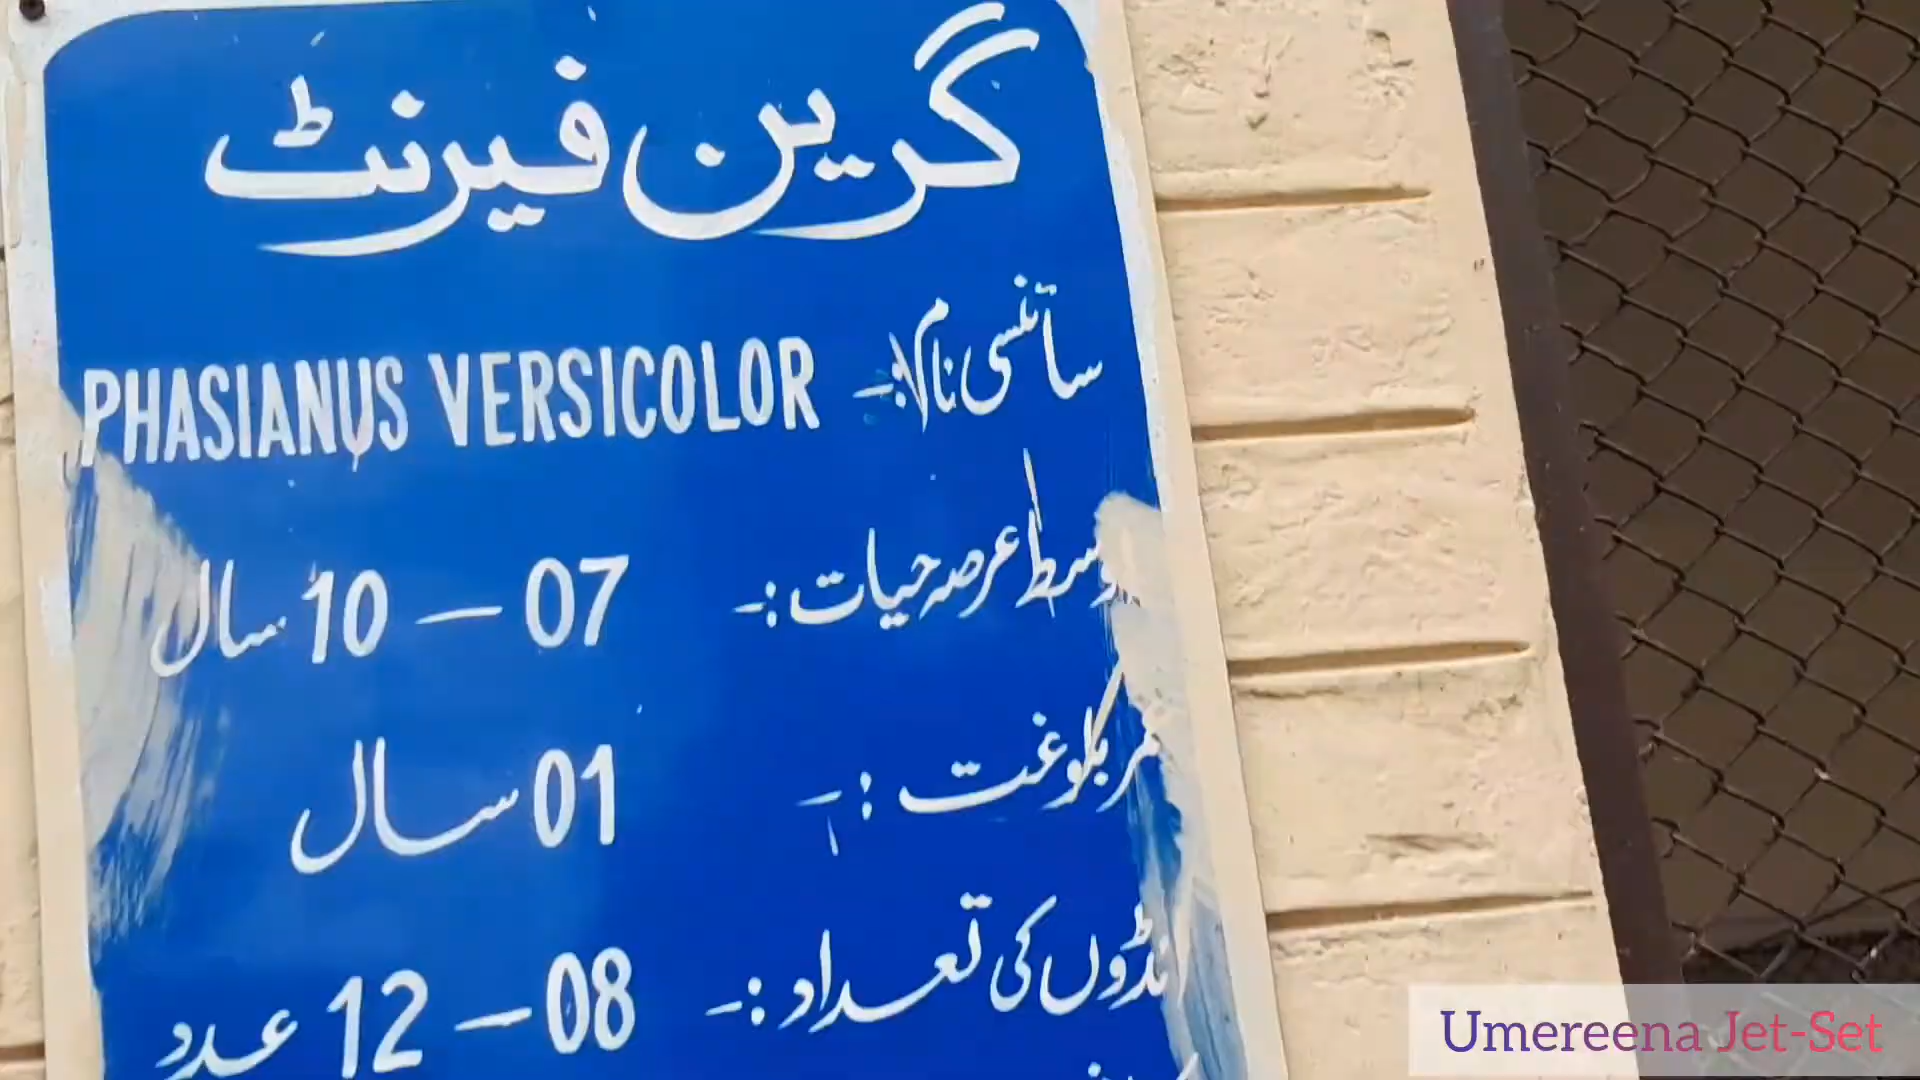 گرین فیرنٹ
سائنسی نام:- PHASIANUS VERSICOLOR
اوسط عرصہ حیات:- 07 – 10 سال
عمر بلوغت:- 01 سال
انڈوں کی تعداد:- 08 – 12 عدد
Umereena Jet-Set